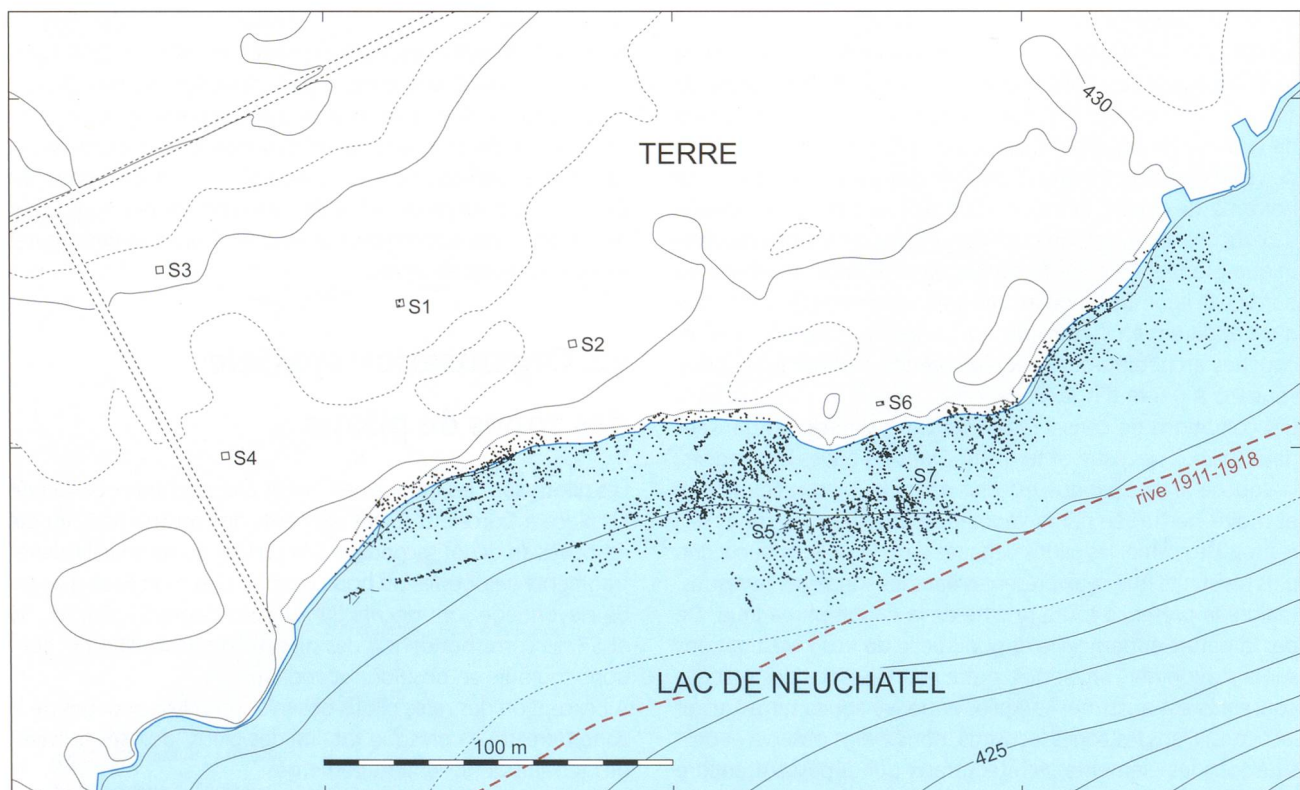 430
TERRE
S3
S1
S2
S6
S4
S7
rive 1911-1918
S5
LAC DE NEUCHATEL
100 m
425